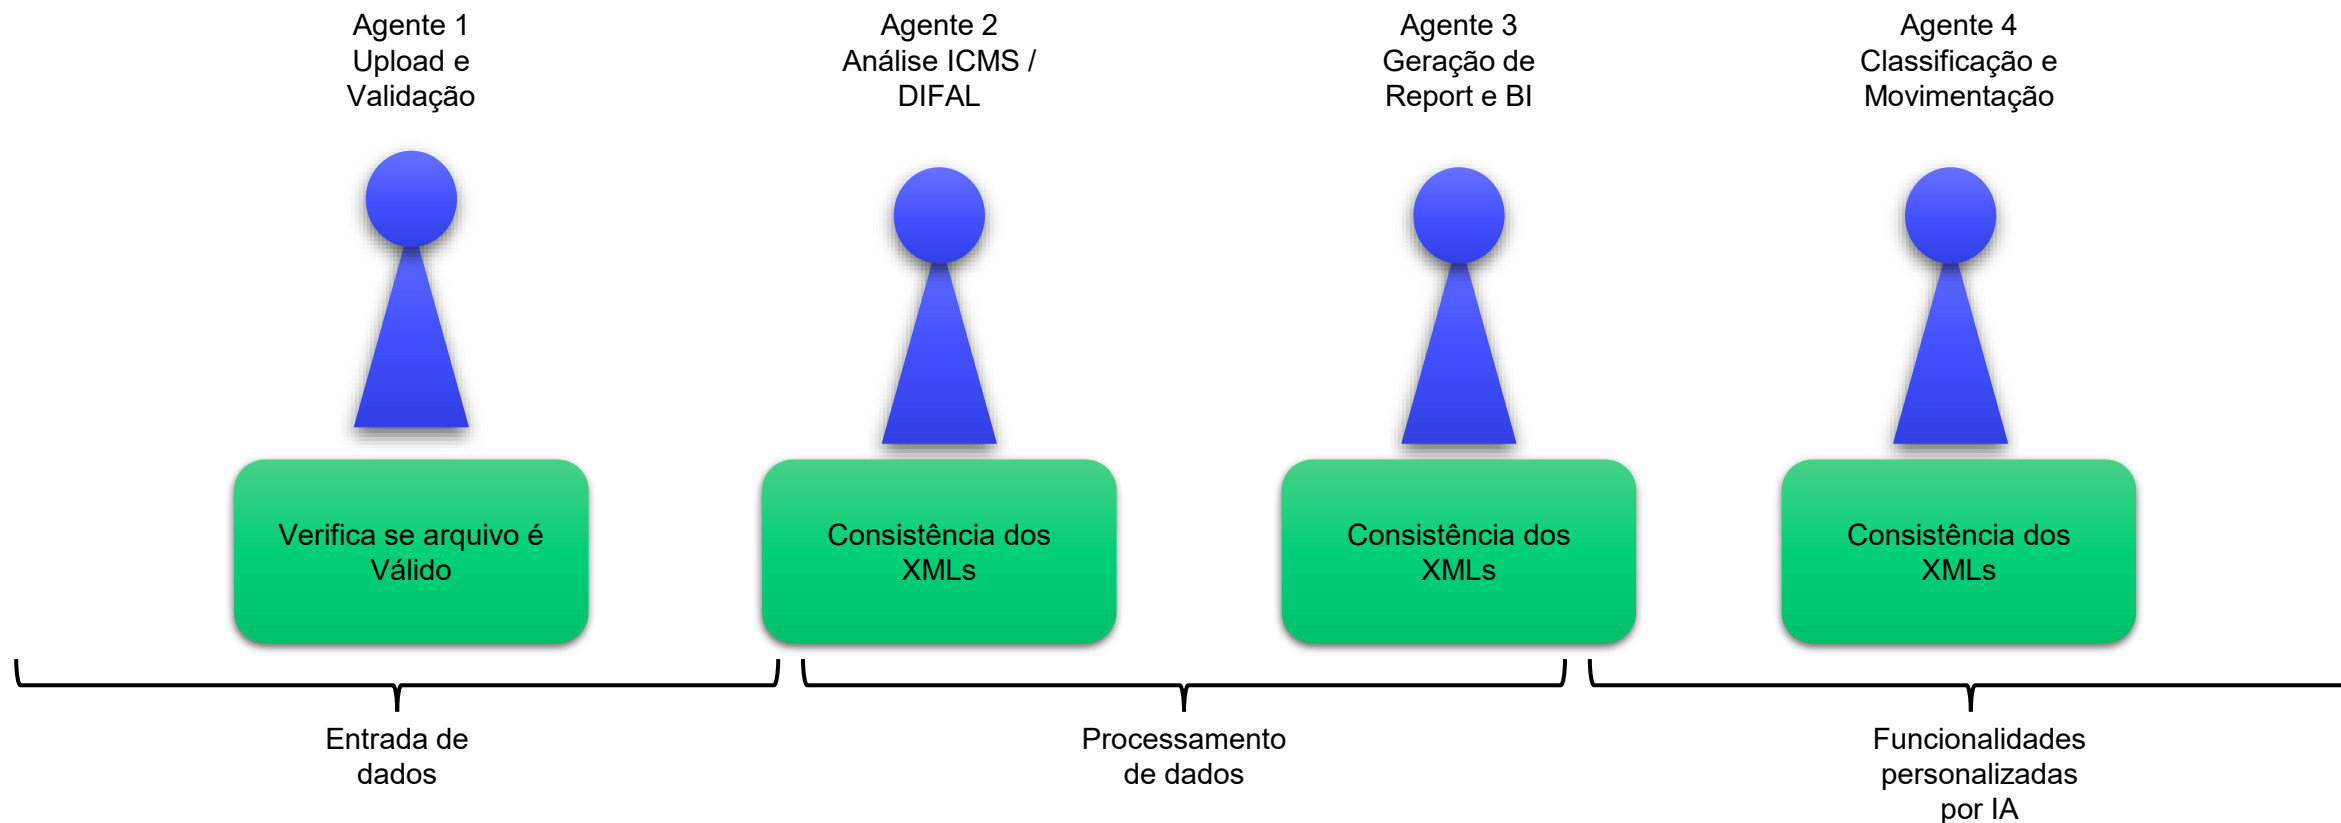 Agente 1
Upload e
Validação
Agente 2
Análise ICMS /
DIFAL
Agente 3
Geração de
Report e BI
Agente 4
Classificação e
Movimentação
Verifica se arquivo é
Válido
Consistência dos
XMLs
Consistência dos
XMLs
Consistência dos
XMLs
Entrada de
dados
Processamento
de dados
Funcionalidades
personalizadas
por IA